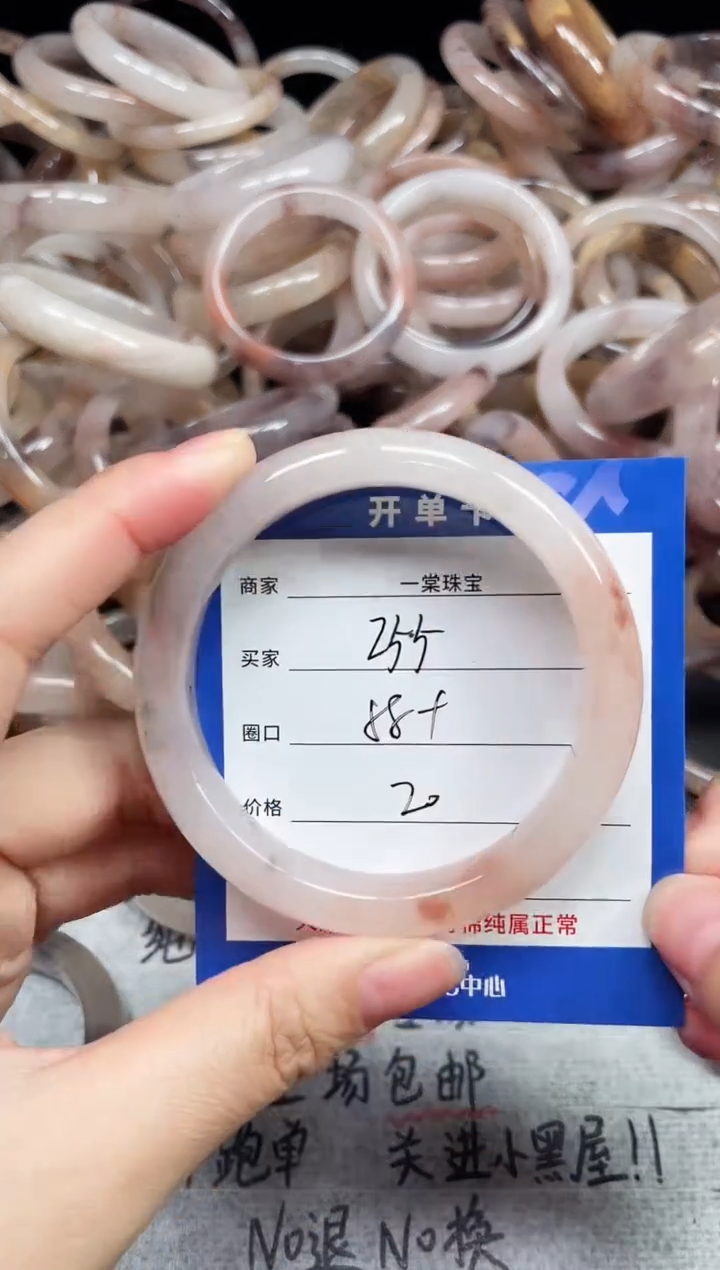 开单卡
商家 一棠珠宝
买家
圈口 58+
价格 20
纯属正常
中心
纯
场包邮
跑单 关进小黑屋!!
No退 No换